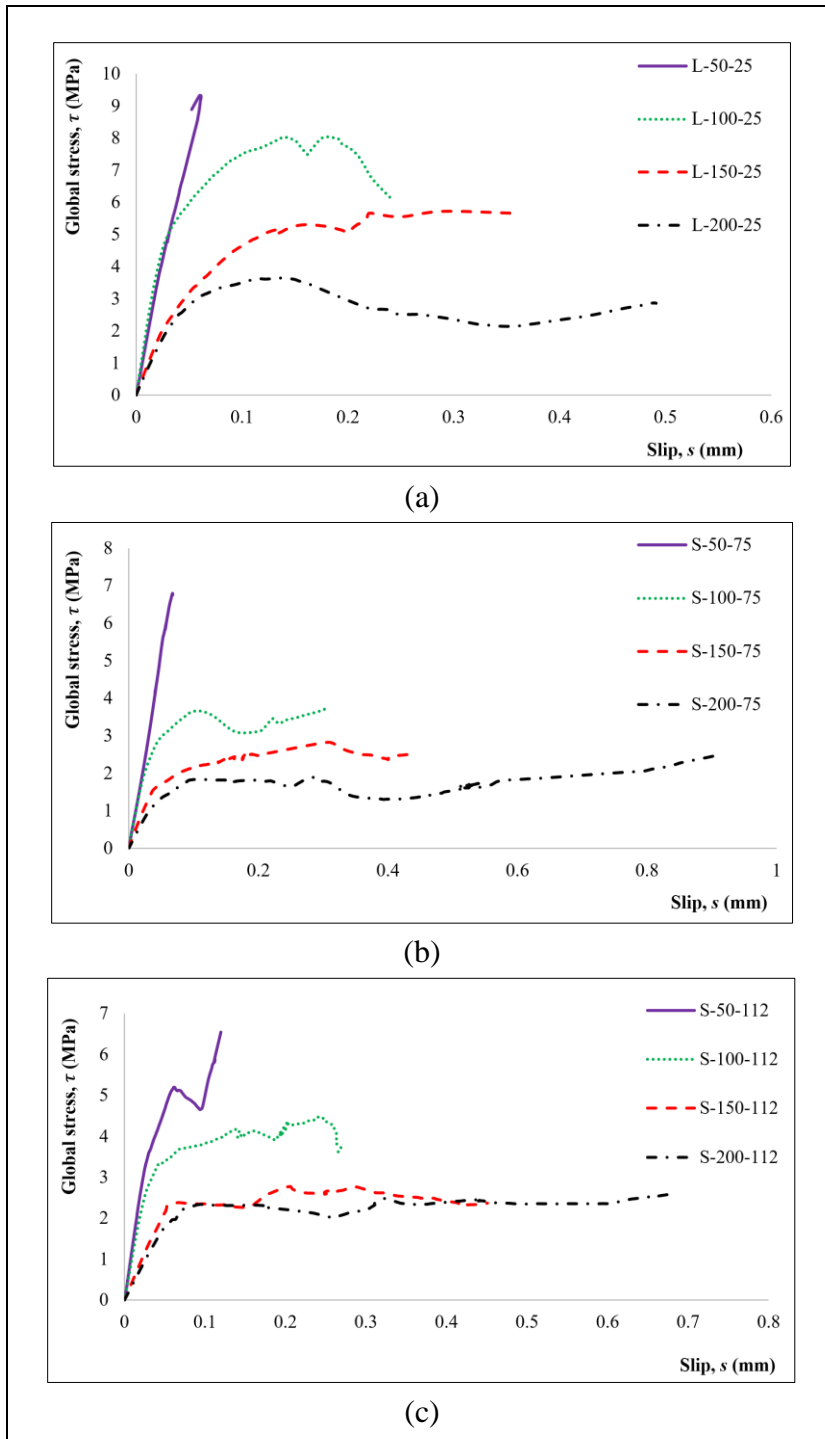 10
9
8
7
6
5
4
3
2
1
0
Global stress, τ (MPa)
L-50-25
L-100-25
L-150-25
L-200-25
0 0.1 0.2 0.3 0.4 0.5 0.6
Slip, s (mm)
(a)
8
7
6
5
4
3
2
1
0
Global stress, τ (MPa)
S-50-75
S-100-75
S-150-75
S-200-75
0 0.2 0.4 0.6 0.8 1
Slip, s (mm)
(b)
7
6
5
4
3
2
1
0
Global stress, τ (MPa)
S-50-112
S-100-112
S-150-112
S-200-112
0 0.1 0.2 0.3 0.4 0.5 0.6 0.7 0.8
Slip, s (mm)
(c)